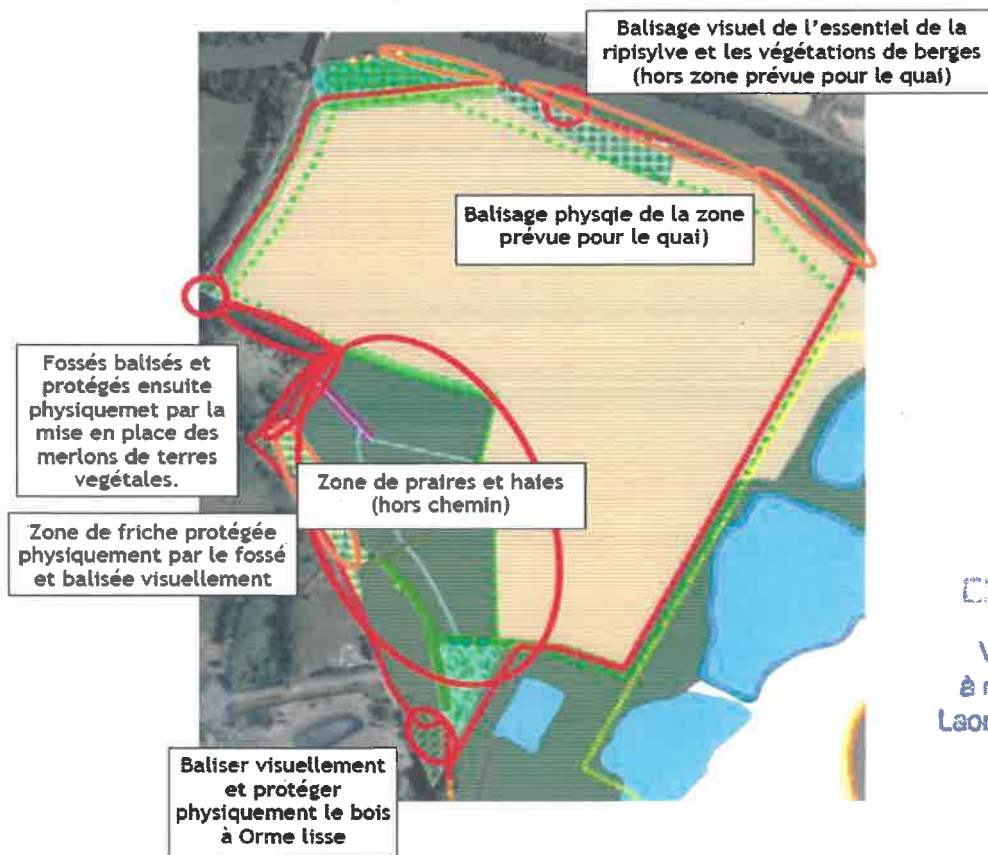 Balisage visuel de l'essentiel de la
ripisylve et les végétations de berges
(hors zone prévue pour le quai)
Balisage physqie de la zone
prévue pour le quai)
Fossés balisés et
protégés ensuite
physiquemet par la
mise en place des
merlons de terres
vegétales.
Zone de praires et haies
(hors chemin)
Zone de friche protégée
physiquement par le fossé
et balisée visuellement
Baliser visuellement
et protéger
physiquement le bois
à Orme lisse